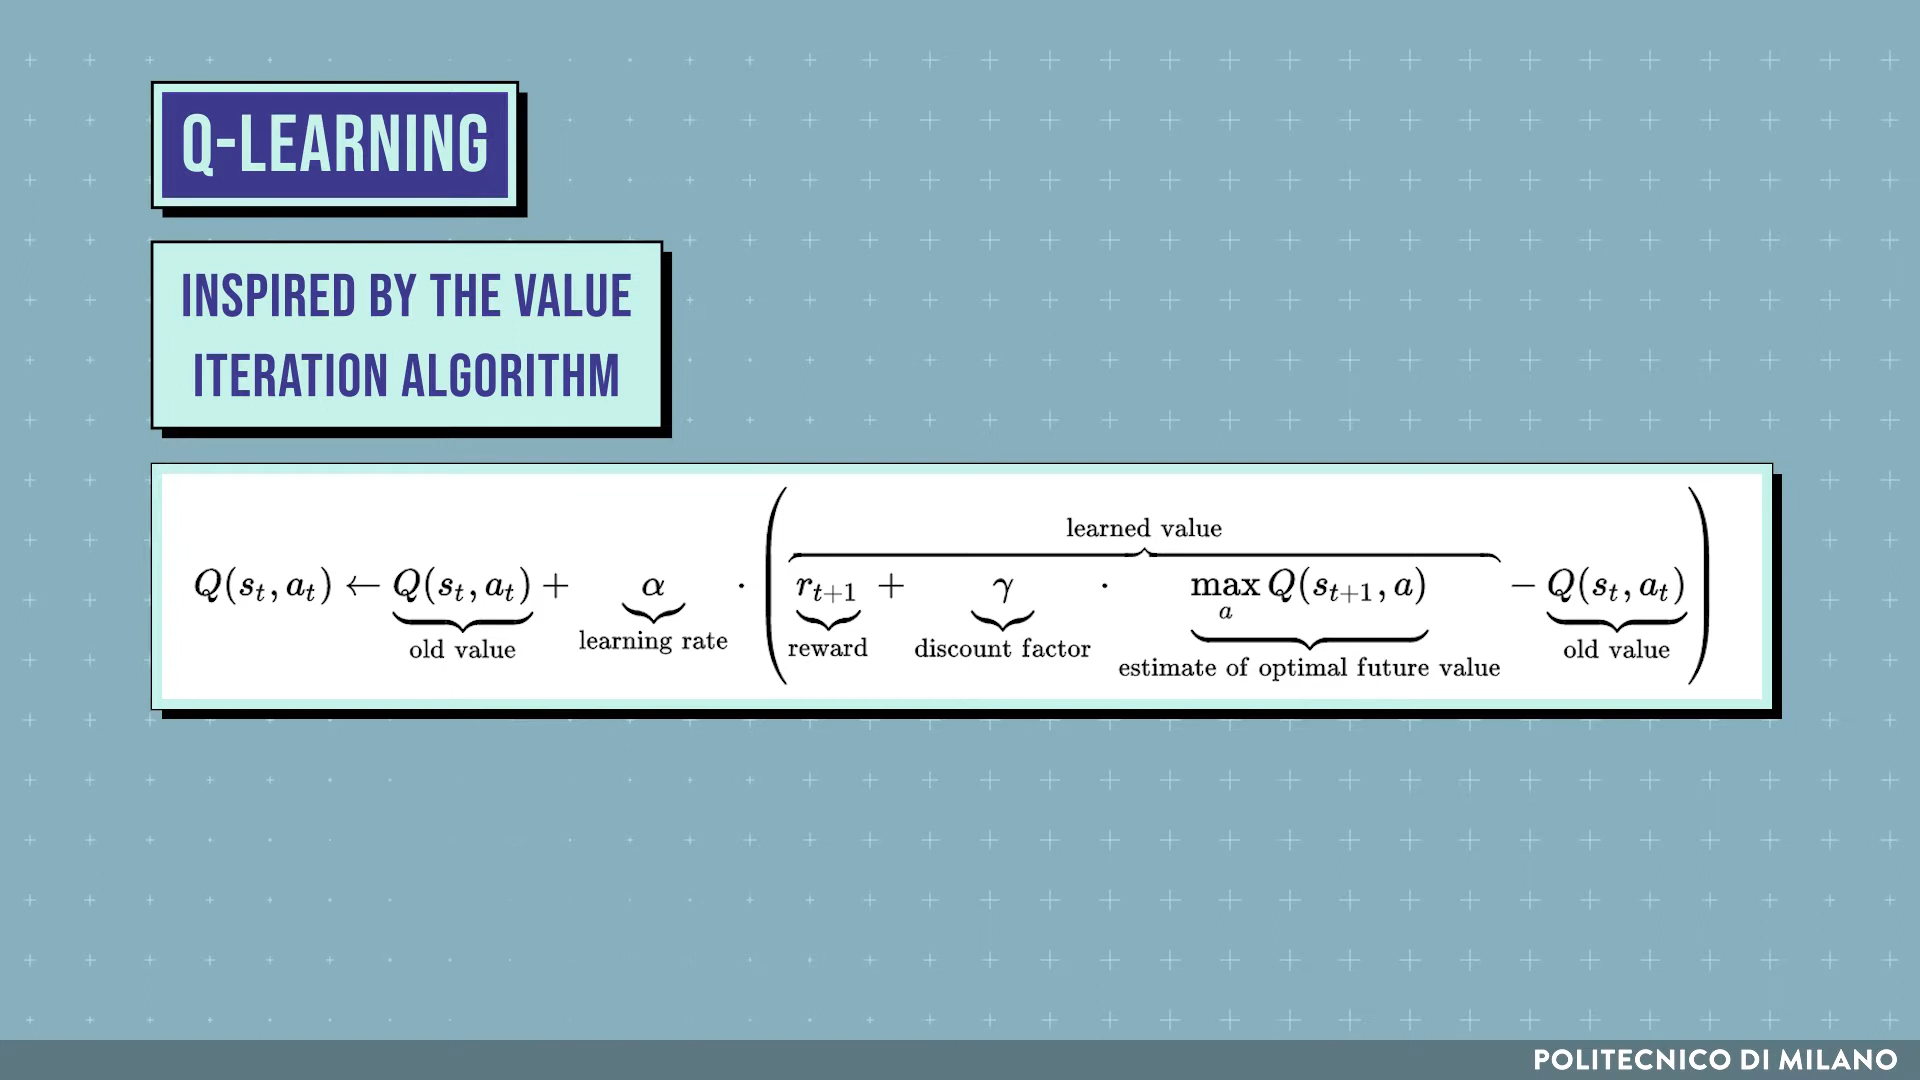 Q-LEARNING
INSPIRED BY THE VALUE
ITERATION ALGORITHM
learned value
Q(s_t, a_t) ← Q(s_t, a_t) + α · ( r_{t+1} + γ · max_a Q(s_{t+1}, a) − Q(s_t, a_t) )
old value learning rate reward discount factor estimate of optimal future value old value
POLITECNICO DI MILANO